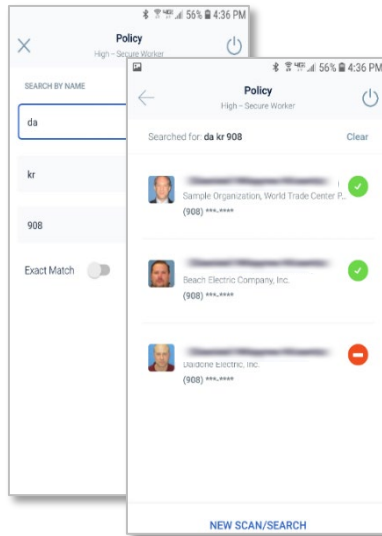 56% 4:36 PM
Policy
High – Secure Worker
SEARCH BY NAME
da
kr
908
Exact Match
56% 4:36 PM
Policy
High – Secure Worker
Searched for: da kr 908
Clear
Sample Organization, World Trade Center P...
(908) ***-****
Beach Electric Company, Inc.
(908) ***-****
Daidone Electric, Inc.
(908) ***-****
NEW SCAN/SEARCH